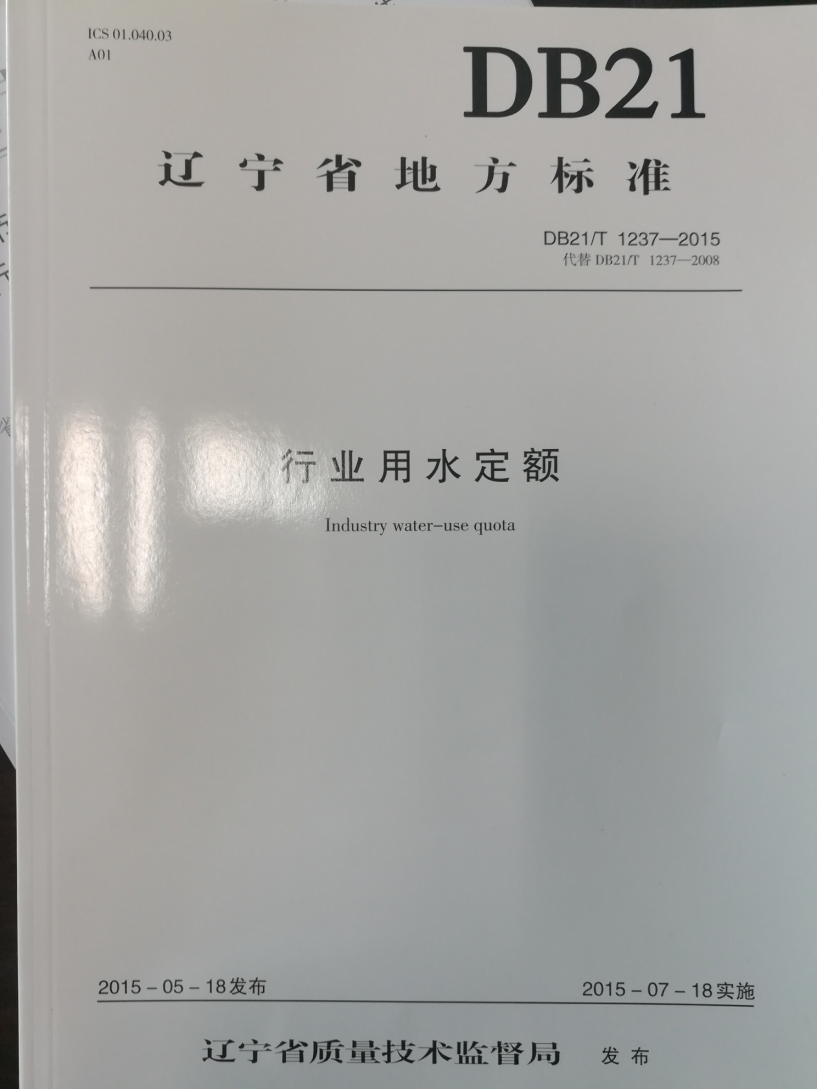 ICS 01.040.03
A01
DB21
辽宁省地方标准
DB21/T 1237—2015
代替 DB21/T 1237—2008
行业用水定额
Industry water-use quota
2015-05-18发布
2015-07-18实施
辽宁省质量技术监督局 发布